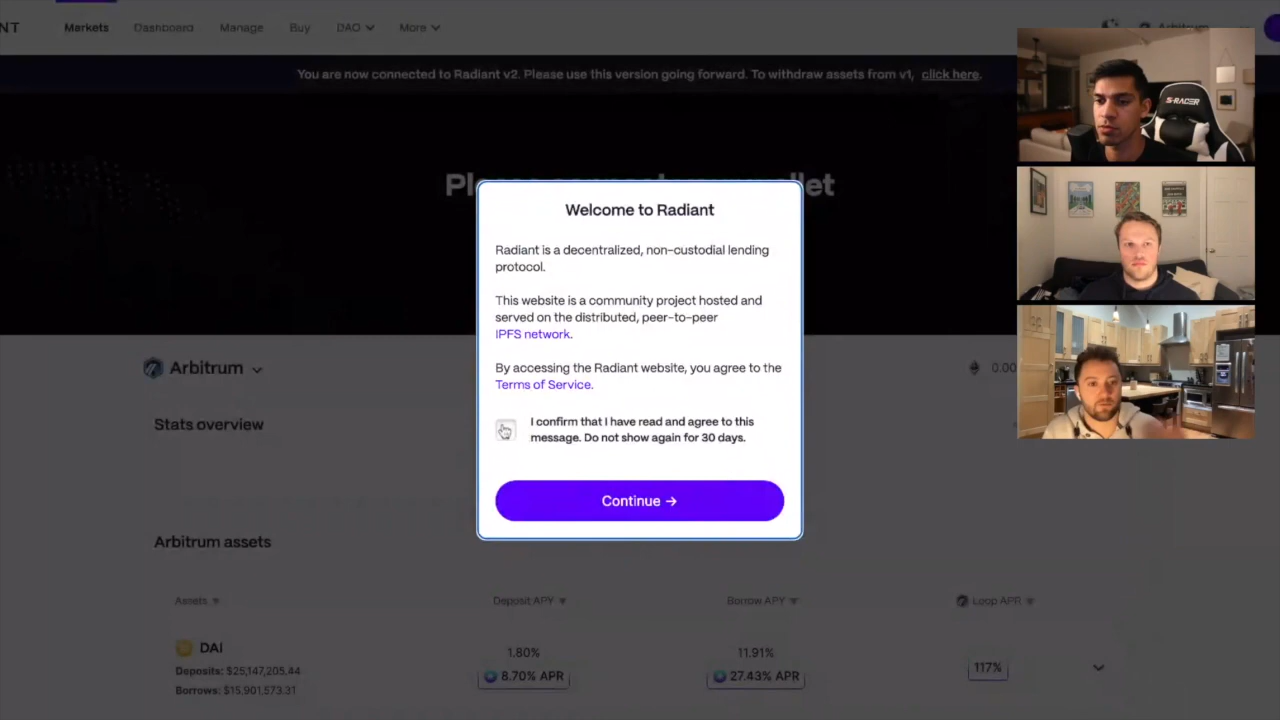 NT Markets Dashboard Manage Buy DAO More Arbitrum
You are now connected to Radiant v2. Please use this version going forward. To withdraw assets from v1, click here.
S-RACER
Welcome to Radiant
Radiant is a decentralized, non-custodial lending
protocol.
This website is a community project hosted and
served on the distributed, peer-to-peer
IPFS network.
By accessing the Radiant website, you agree to the
Terms of Service.
I confirm that I have read and agree to this
message. Do not show again for 30 days.
Continue →
Arbitrum 0.00
Stats overview
Arbitrum assets
Assets Deposit APY Borrow APY Loop APR
DAI 1.80% 11.91% 117%
Deposits: $25,147,205.44 8.70% APR 27.43% APR
Borrows: $15,901,573.31